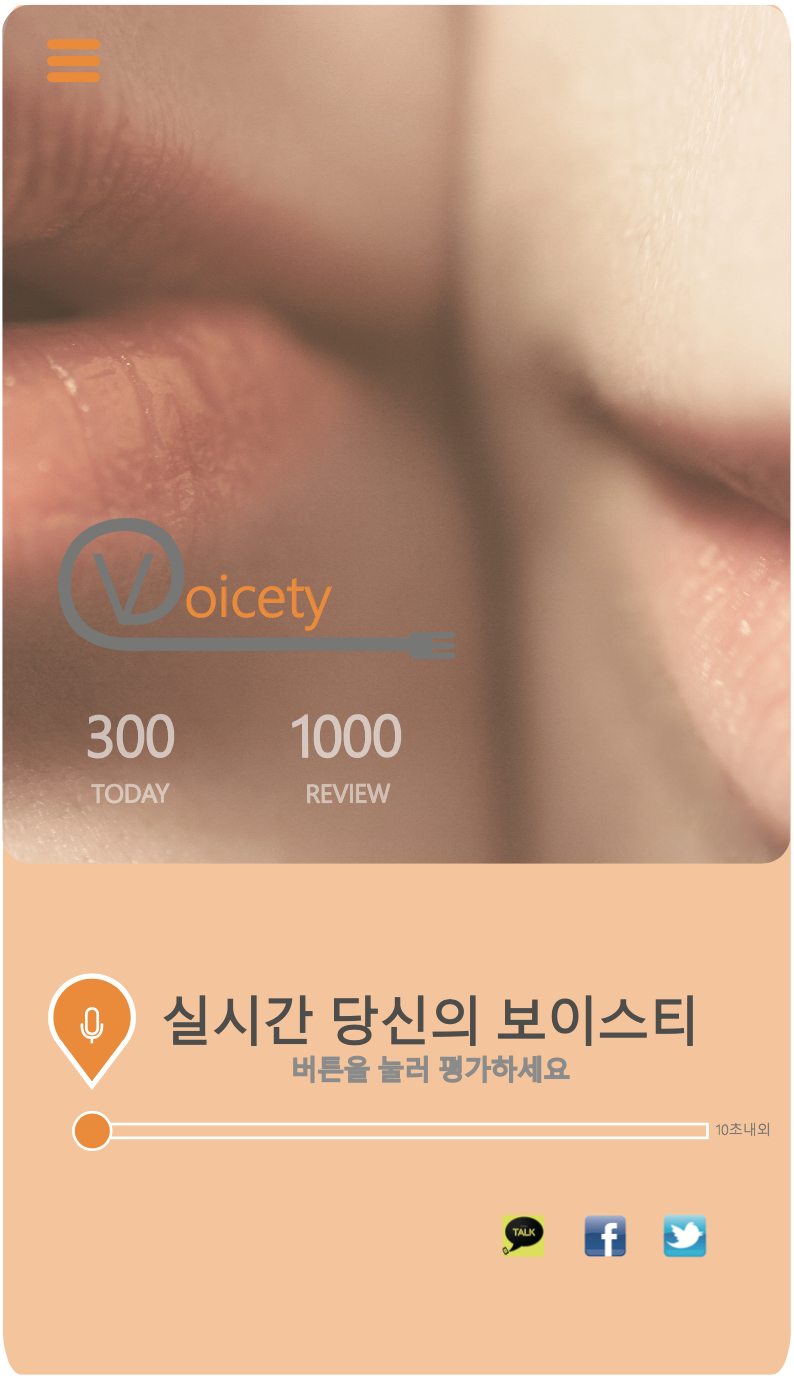 Voicety
300 1000
TODAY REVIEW
실시간 당신의 보이스티
버튼을 눌러 평가하세요
10초내외
TALK f